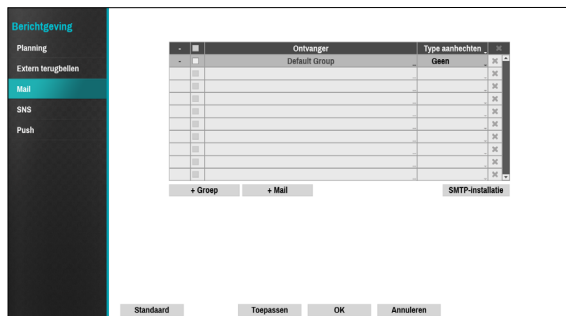 Berichtgeving
Planning
Extern terugbellen
Mail
SNS
Push
- Ontvanger Type aanhechten
- Default Group Geen
+ Groep + Mail SMTP-installatie
Standaard Toepassen OK Annuleren